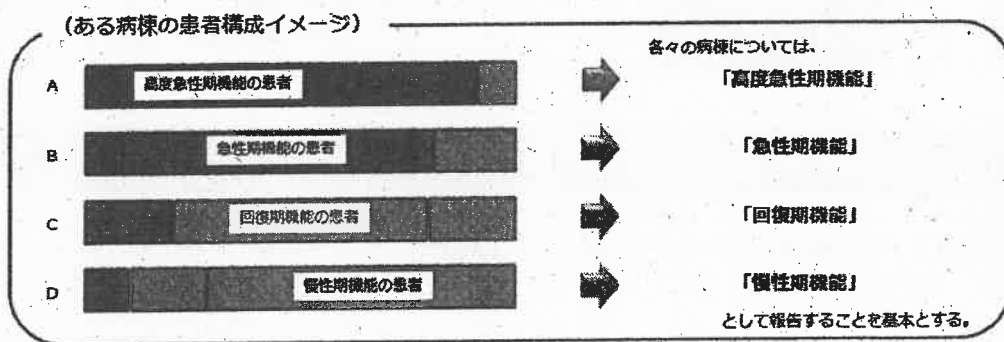 (ある病棟の患者構成イメージ)
各々の病棟については、
A
高度急性期機能の患者
「高度急性期機能」
B
急性期機能の患者
「急性期機能」
C
回復期機能の患者
「回復期機能」
D
慢性期機能の患者
「慢性期機能」
として報告することを基本とする。